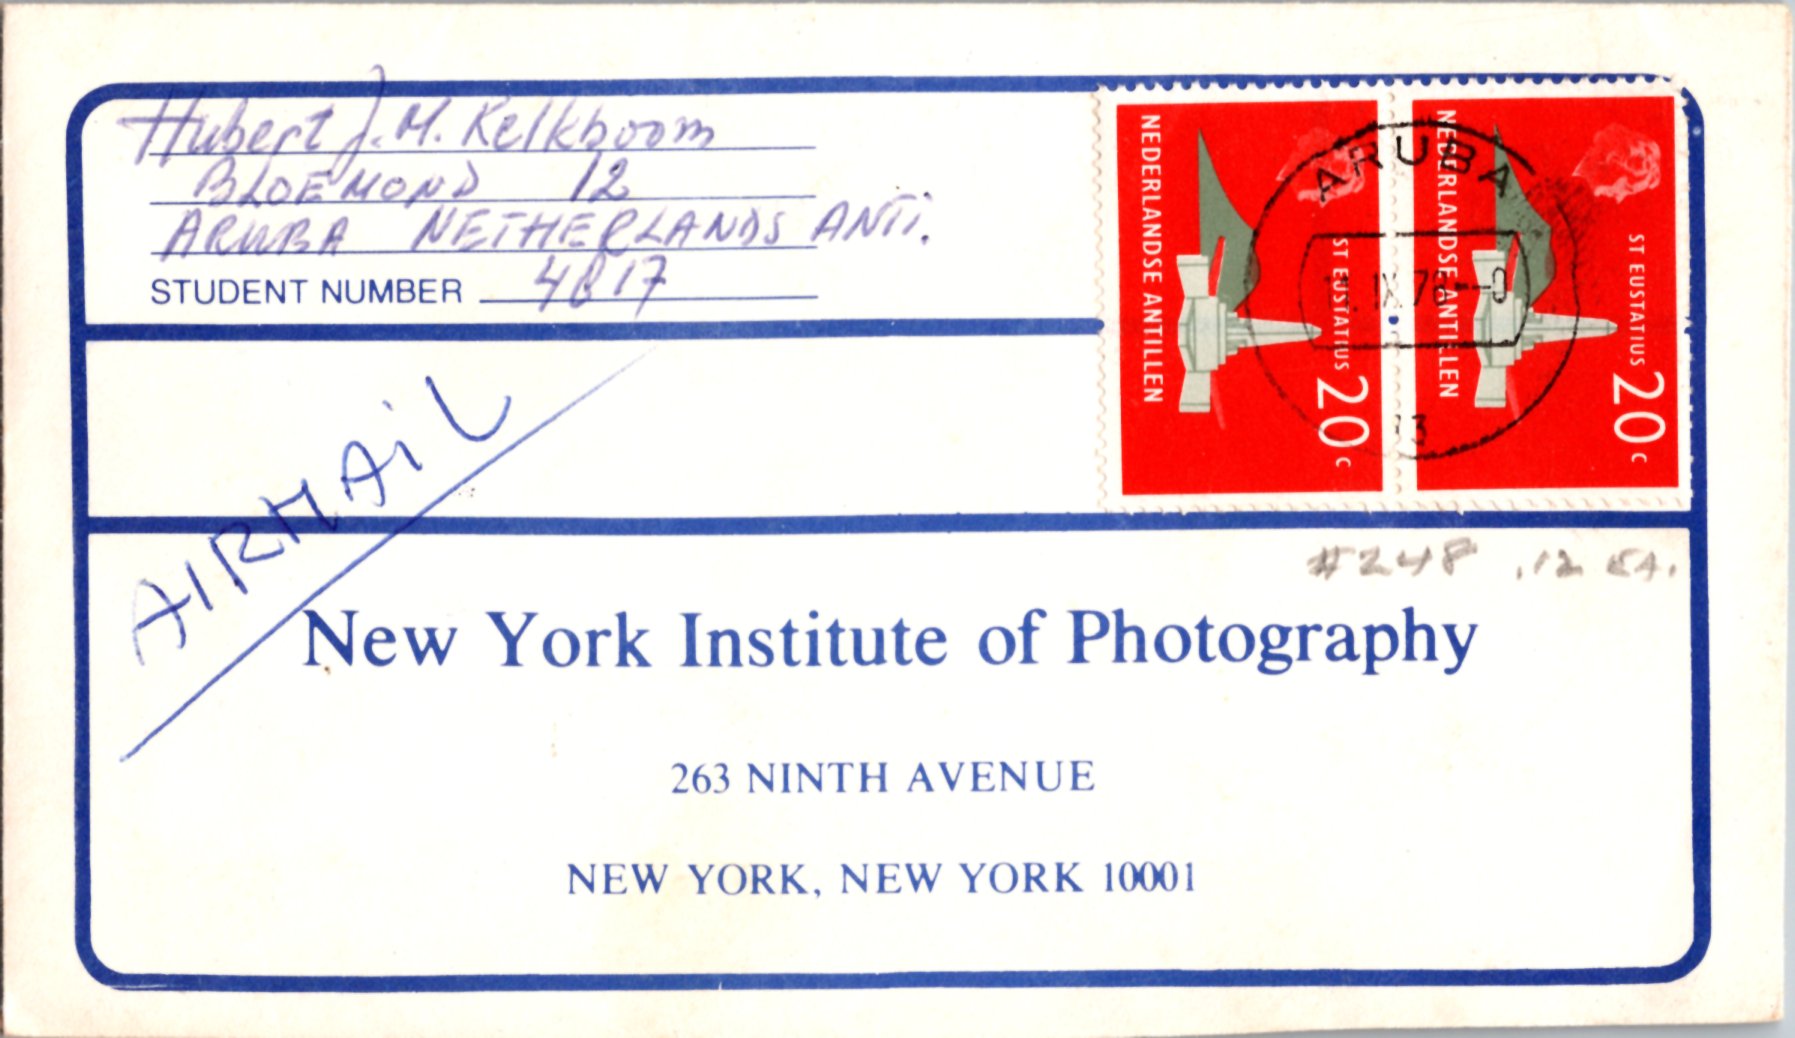 Hubert J.M. Kelkboom
BLOEMOND 12
ARUBA NETHERLANDS ANTI.
STUDENT NUMBER 4817
NEDERLANDSE ANTILLEN
ST EUSTATIUS
20c
NEDERLANDSE ANTILLEN
ST EUSTATIUS
20c
ARUBA
AIRMAIL
#248 .12 EA.
New York Institute of Photography
263 NINTH AVENUE
NEW YORK, NEW YORK 10001